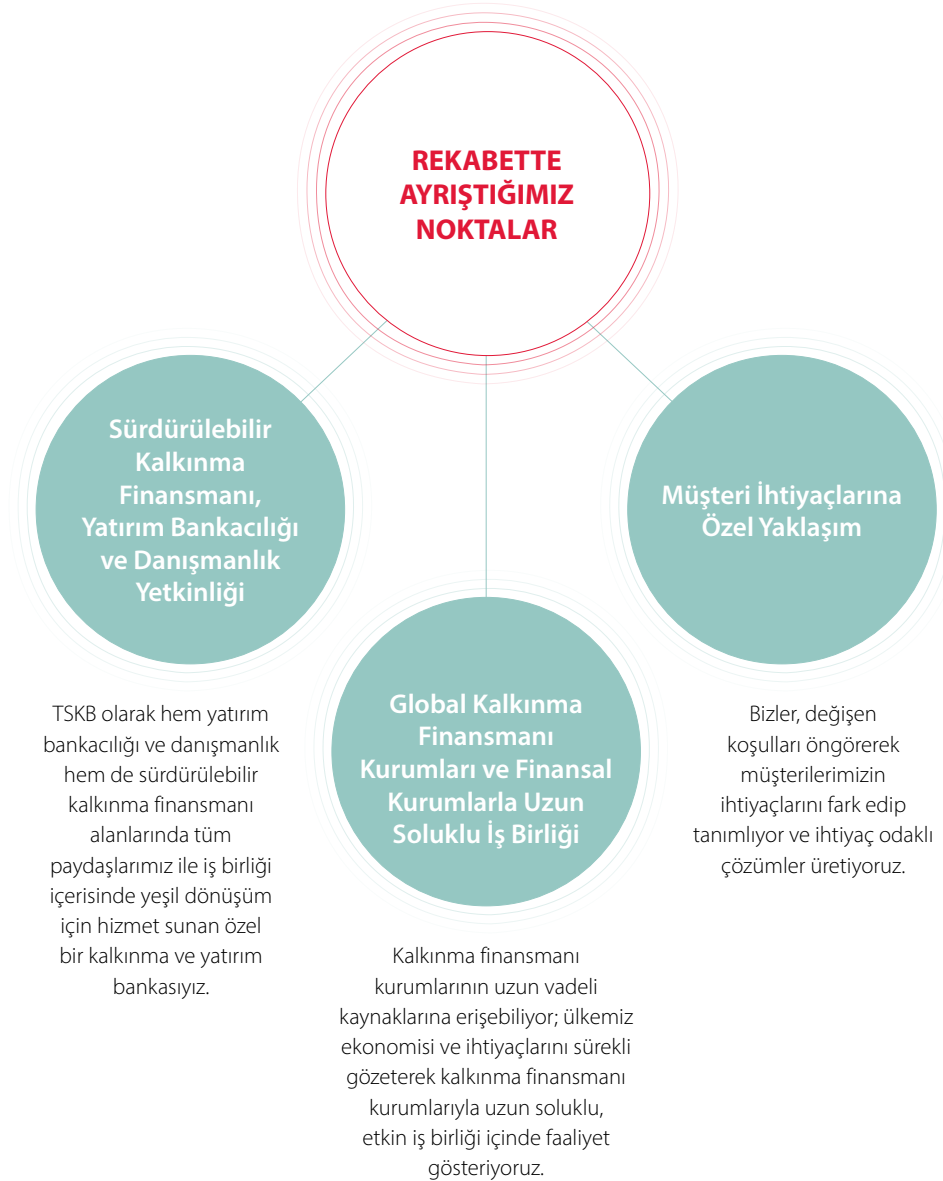 REKABETTE
AYRIŞTIĞIMIZ
NOKTALAR
Sürdürülebilir
Kalkınma
Finansmanı,
Yatırım Bankacılığı
ve Danışmanlık
Yetkinliği
TSKB olarak hem yatırım
bankacılığı ve danışmanlık
hem de sürdürülebilir
kalkınma finansmanı
alanlarında tüm
paydaşlarımız ile iş birliği
içerisinde yeşil dönüşüm
için hizmet sunan özel
bir kalkınma ve yatırım
bankasıyız.
Global Kalkınma
Finansmanı
Kurumları ve Finansal
Kurumlarla Uzun
Soluklu İş Birliği
Kalkınma finansmanı
kurumlarının uzun vadeli
kaynaklarına erişebiliyor; ülkemiz
ekonomisi ve ihtiyaçlarını sürekli
gözeterek kalkınma finansmanı
kurumlarıyla uzun soluklu,
etkin iş birliği içinde faaliyet
gösteriyoruz.
Müşteri İhtiyaçlarına
Özel Yaklaşım
Bizler, değişen
koşulları öngörerek
müşterilerimizin
ihtiyaçlarını fark edip
tanımlıyor ve ihtiyaç odaklı
çözümler üretiyoruz.